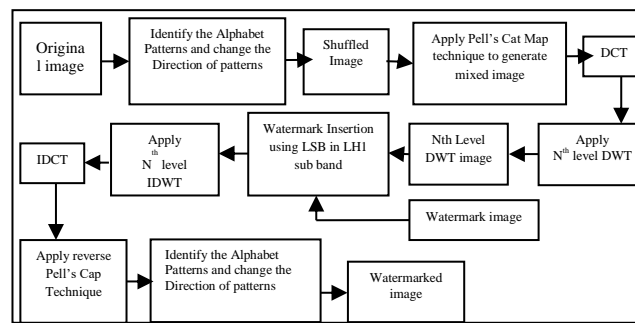 Origina
l image
Identify the Alphabet
Patterns and change the
Direction of patterns
Shuffled
Image
Apply Pell's Cat Map
technique to generate
mixed image
DCT
Apply
Nth level DWT
Nth Level
DWT image
Watermark Insertion
using LSB in LH1
sub band
Apply
th
N level
IDWT
IDCT
Watermark image
Apply reverse
Pell's Cap
Technique
Identify the Alphabet
Patterns and change the
Direction of patterns
Watermarked
image